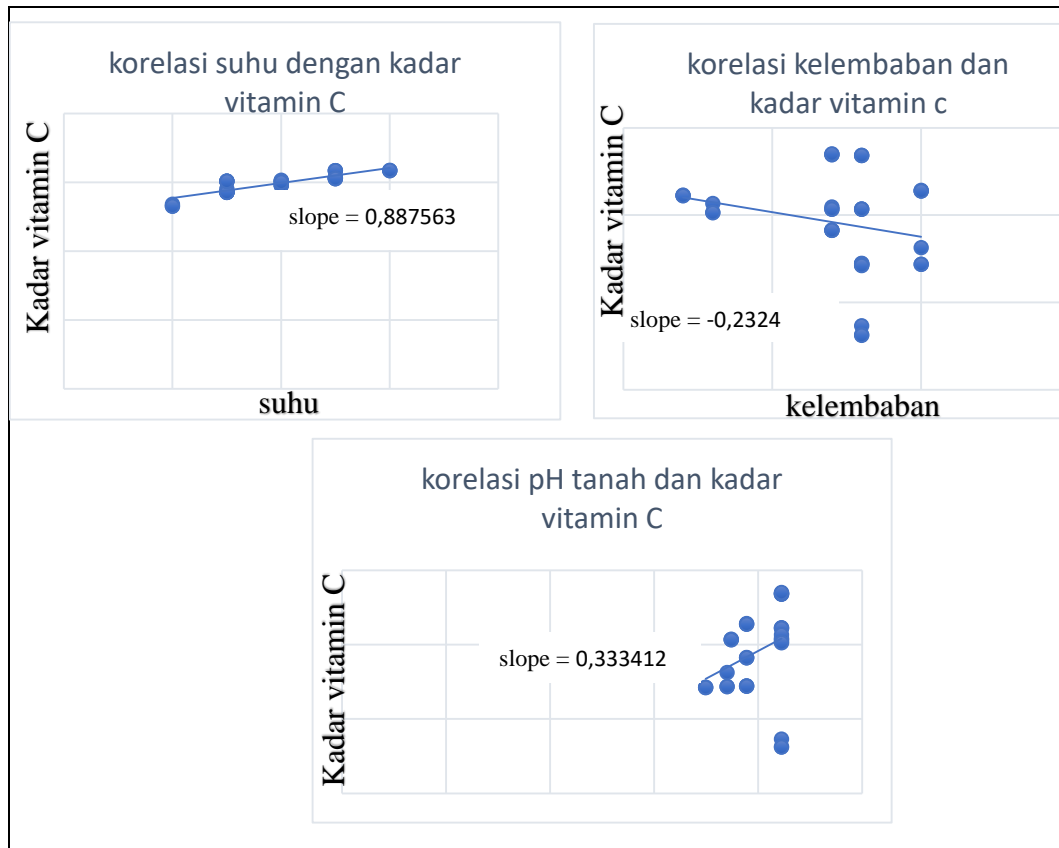 korelasi suhu dengan kadar
vitamin C
Kadar vitamin C
slope = 0,887563
suhu
korelasi kelembaban dan
kadar vitamin c
Kadar vitamin C
slope = -0,2324
kelembaban
korelasi pH tanah dan kadar
vitamin C
Kadar vitamin C
slope = 0,333412